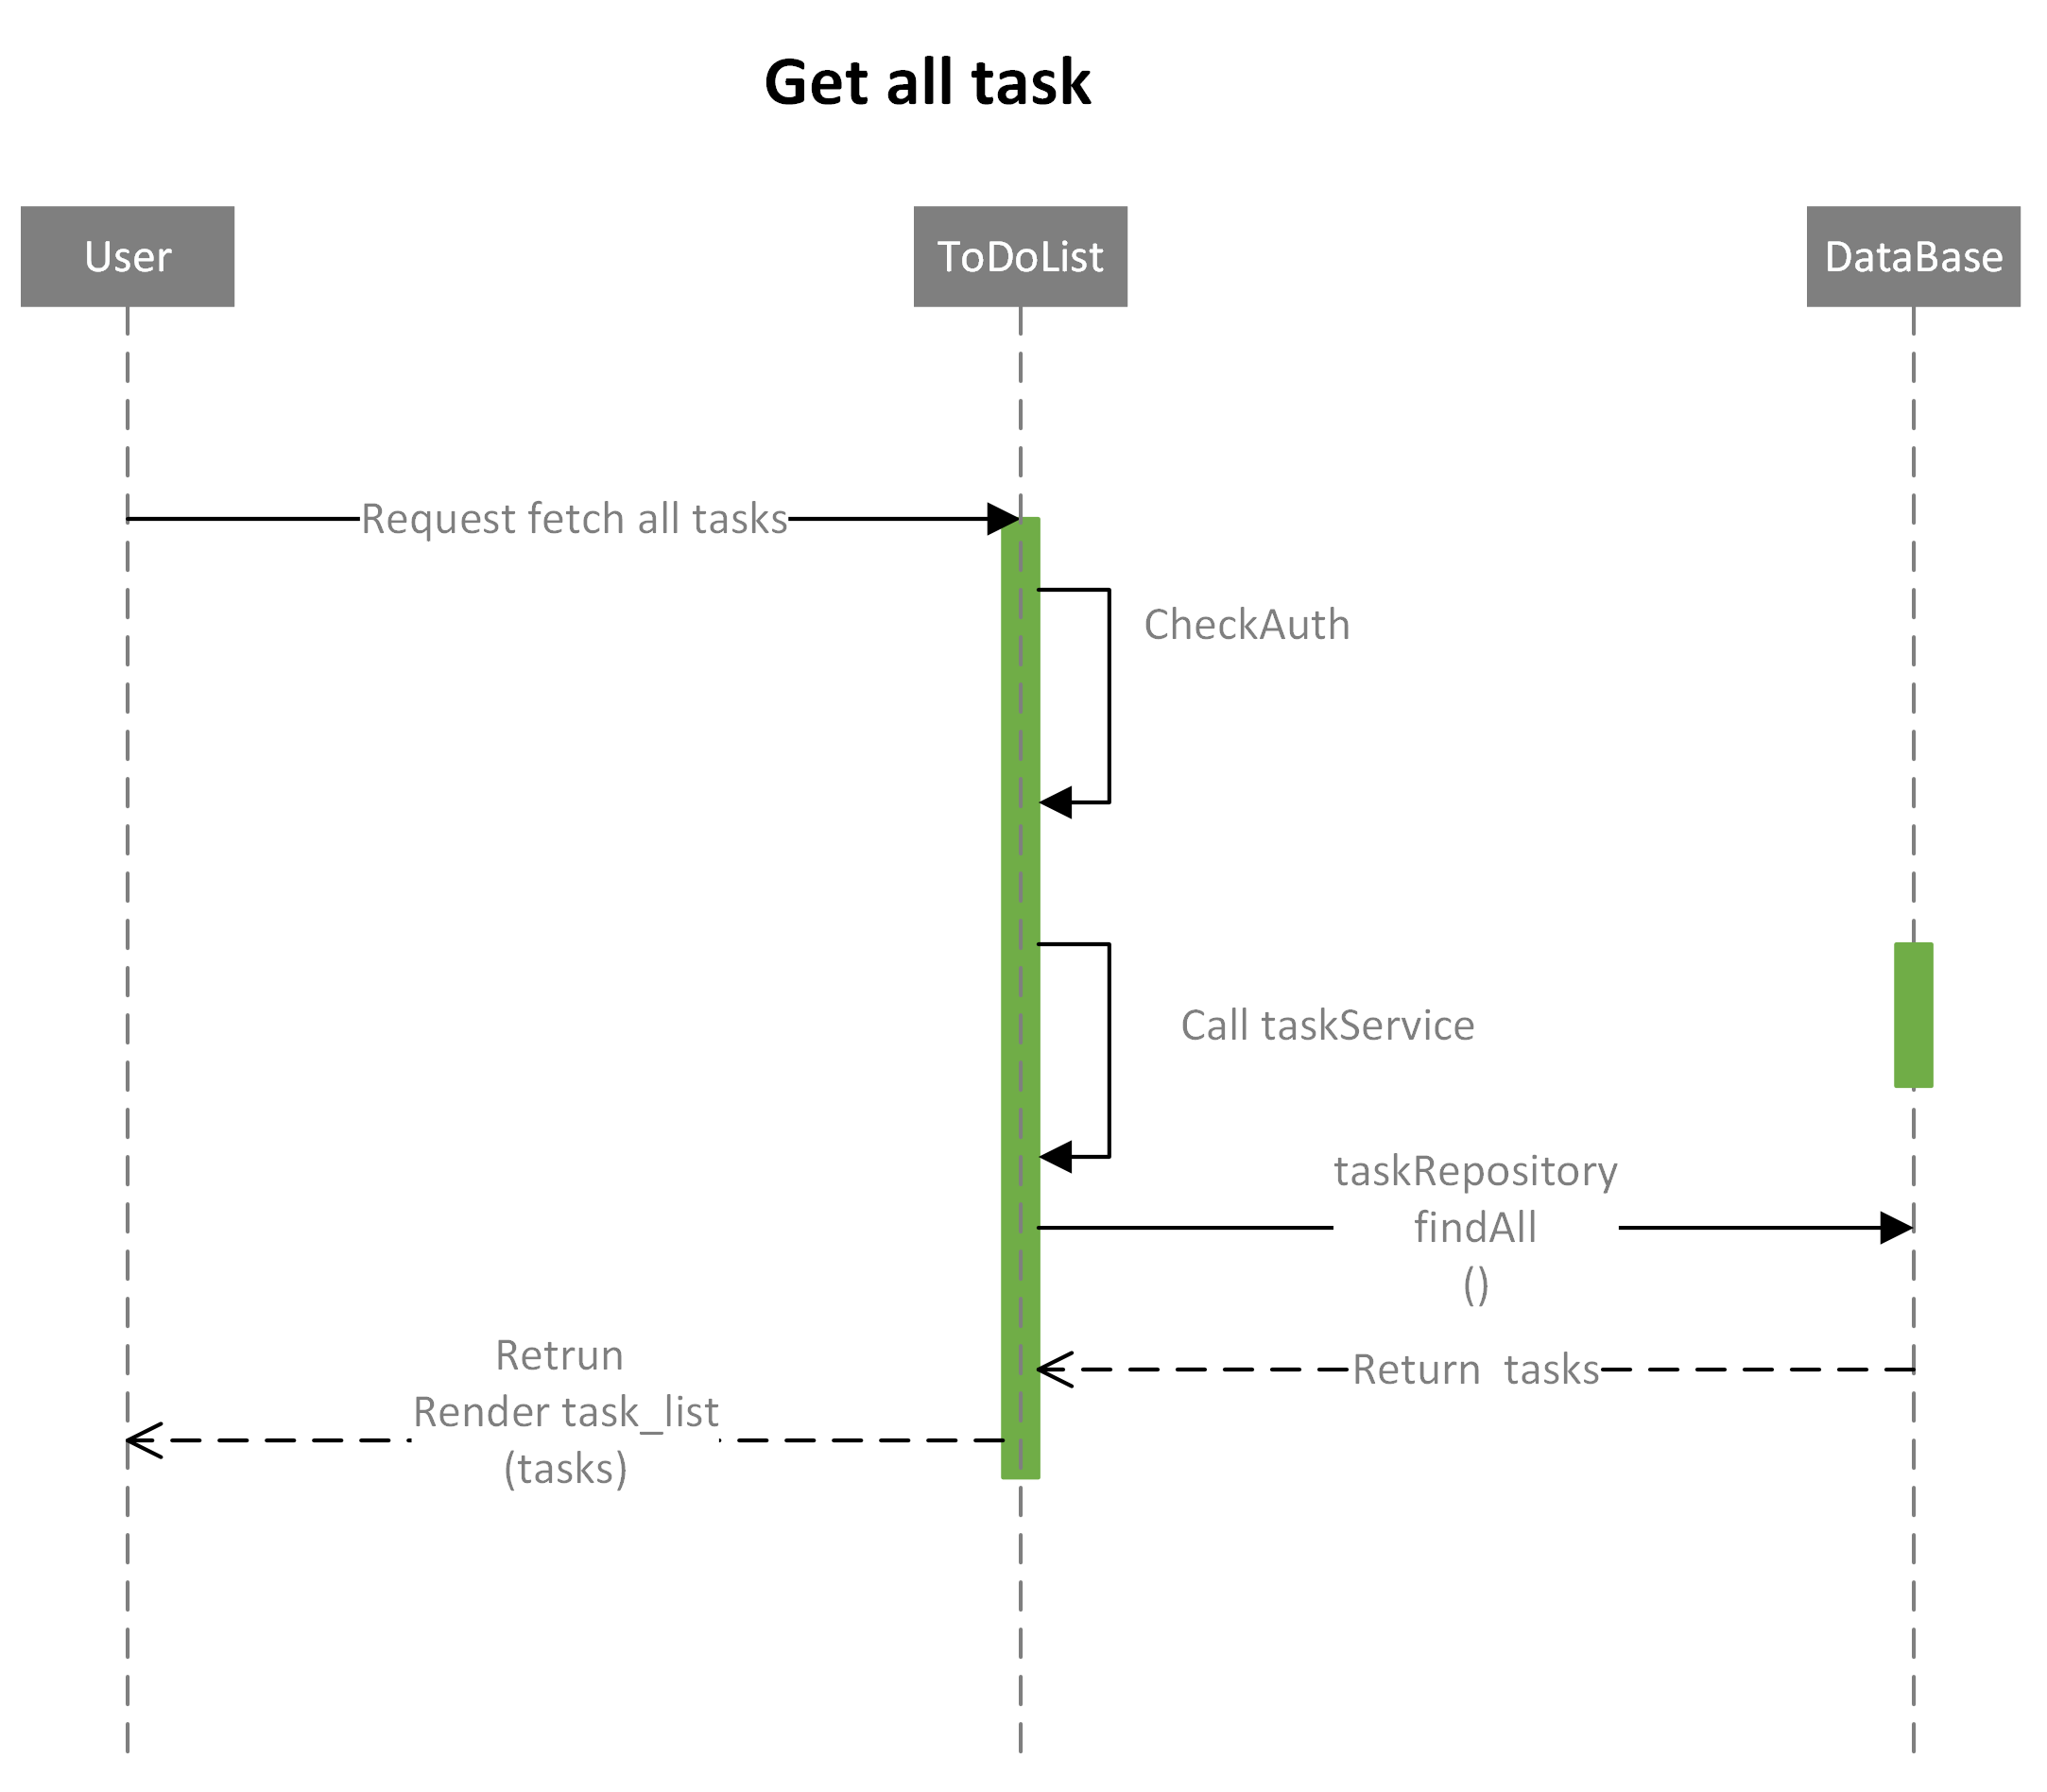 Get all task
User
ToDoList
DataBase
Request fetch all tasks
CheckAuth
Call taskService
taskRepository
findAll
()
Return  tasks
Retrun
Render task_list
(tasks)